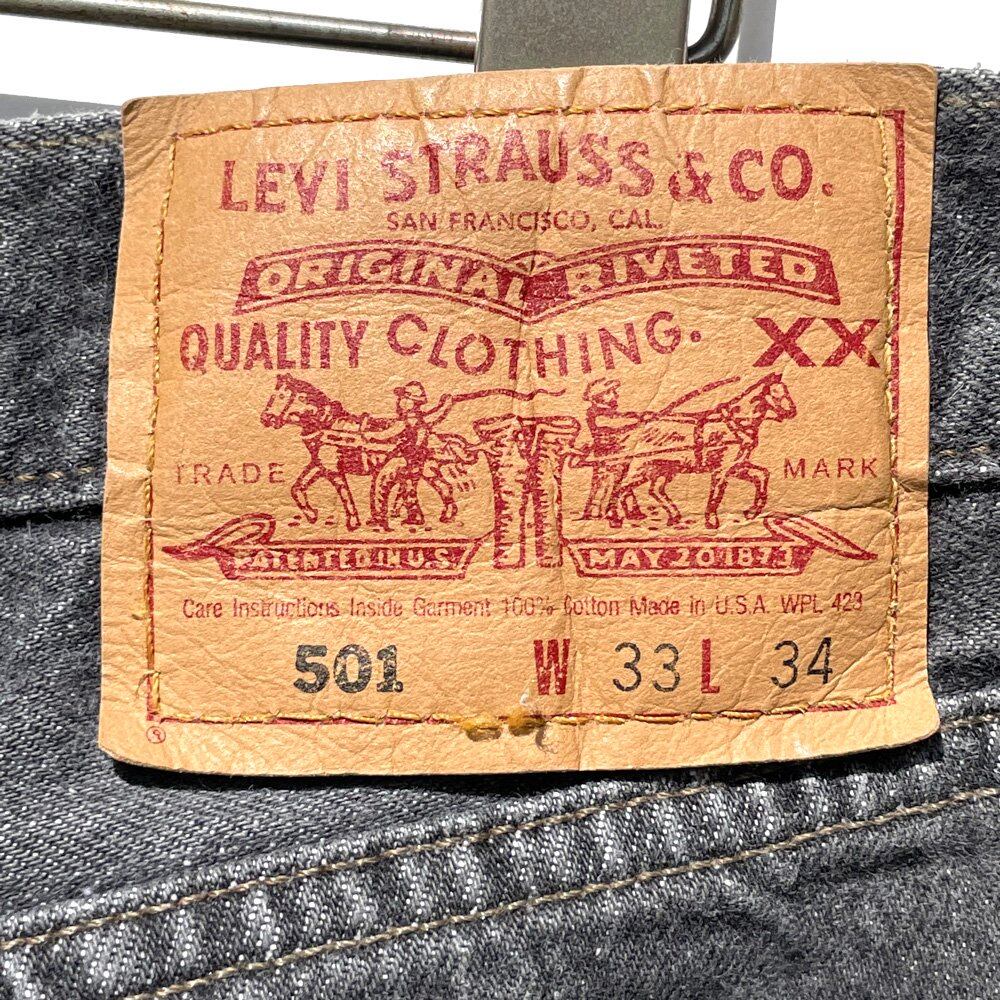 LEVI STRAUSS & CO.
SAN FRANCISCO, CAL.
ORIGINAL RIVETED
QUALITY CLOTHING. XX
TRADE MARK
PATENTED IN U.S. MAY 20 1873
Care Instructions Inside Garment 100% Cotton Made in U.S.A. WPL 423
501 W 33 L 34
®